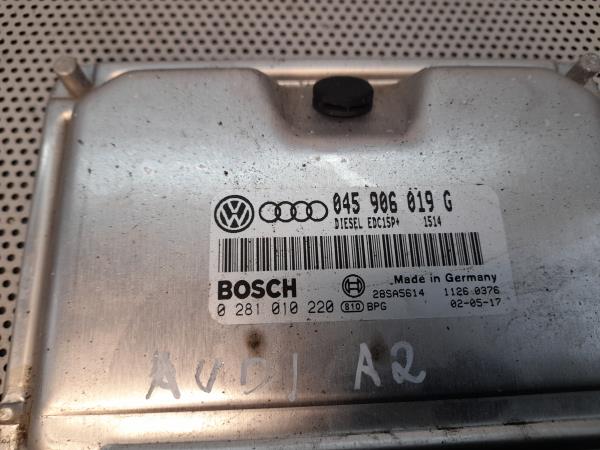 045 906 019 G
DIESEL EDC15P+ 1514
BOSCH Made in Germany
28SA5614 1126 0376
0 281 010 220 810 BPG 02-05-17
AUDI A2